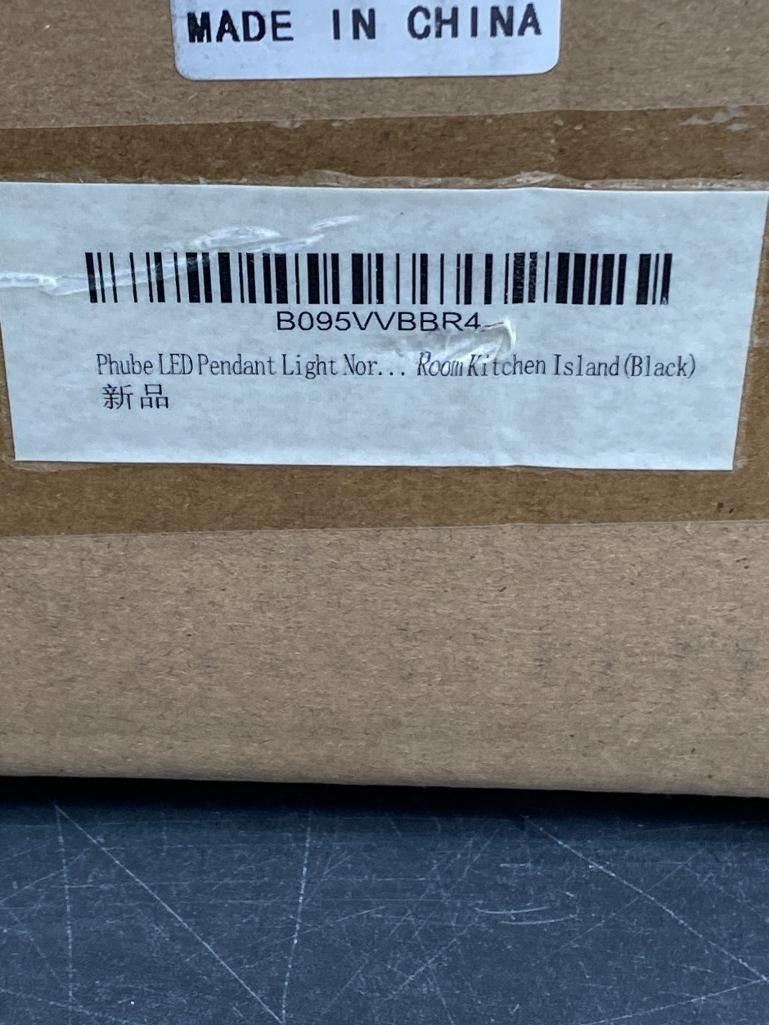 MADE IN CHINA
B095VVBBR4
Phube LED Pendant Light Nor... Room Kitchen Island(Black)
新品